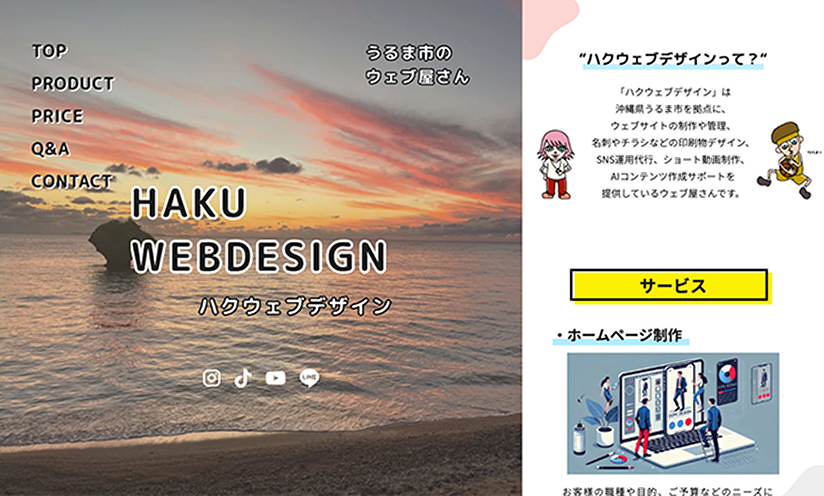 TOP
PRODUCT
PRICE
Q&A
CONTACT
うるま市の
ウェブ屋さん
HAKU
WEBDESIGN
ハクウェブデザイン
LINE
“ハクウェブデザインって？“
「ハクウェブデザイン」は
沖縄県うるま市を拠点に、
ウェブサイトの制作や管理、
名刺やチラシなどの印刷物デザイン、
SNS運用代行、ショート動画制作、
AIコンテンツ作成サポートを
提供しているウェブ屋さんです。
サービス
・ホームページ制作
お客様の職種や目的、ご予算などのニーズに